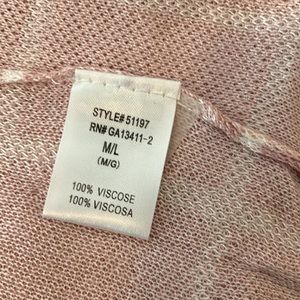 STYLE# 51197
RN# GA13411-2
M/L
(M/G)
100% VISCOSE
100% VISCOSA